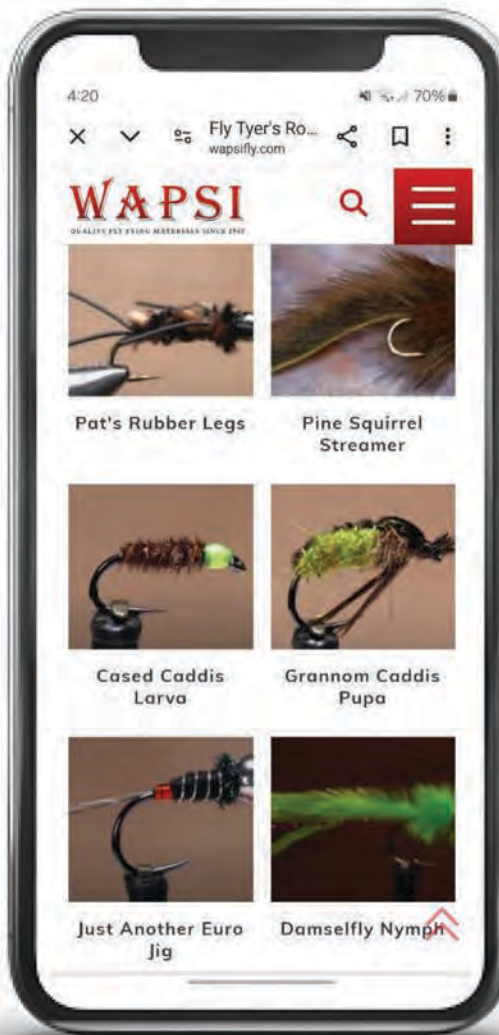 4:20
70%
Fly Tyer's Ro...
wapsifly.com
WAPSI
QUALITY FLY TYING MATERIALS SINCE 1945
Pat's Rubber Legs
Pine Squirrel
Streamer
Cased Caddis
Larva
Grannom Caddis
Pupa
Just Another Euro
Jig
Damselfly Nymph